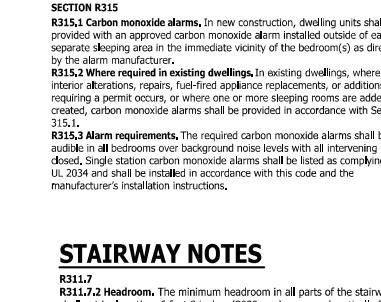 SECTION R315
R315.1 Carbon monoxide alarms. In new construction, dwelling units shal
provided with an approved carbon monoxide alarm installed outside of ea
separate sleeping area in the immediate vicinity of the bedroom(s) as dire
by the alarm manufacturer.
R315.2 Where required in existing dwellings. In existing dwellings, where
interior alterations, repairs, fuel-fired appliance replacements, or additions
requiring a permit occurs, or where one or more sleeping rooms are adde
created, carbon monoxide alarms shall be provided in accordance with Se
315.1.
R315.3 Alarm requirements. The required carbon monoxide alarms shall b
audible in all bedrooms over background noise levels with all intervening
closed. Single station carbon monoxide alarms shall be listed as complying
UL 2034 and shall be installed in accordance with this code and the
manufacturer's installation instructions.
STAIRWAY NOTES
R311.7
R311.7.2 Headroom. The minimum headroom in all parts of the stairw